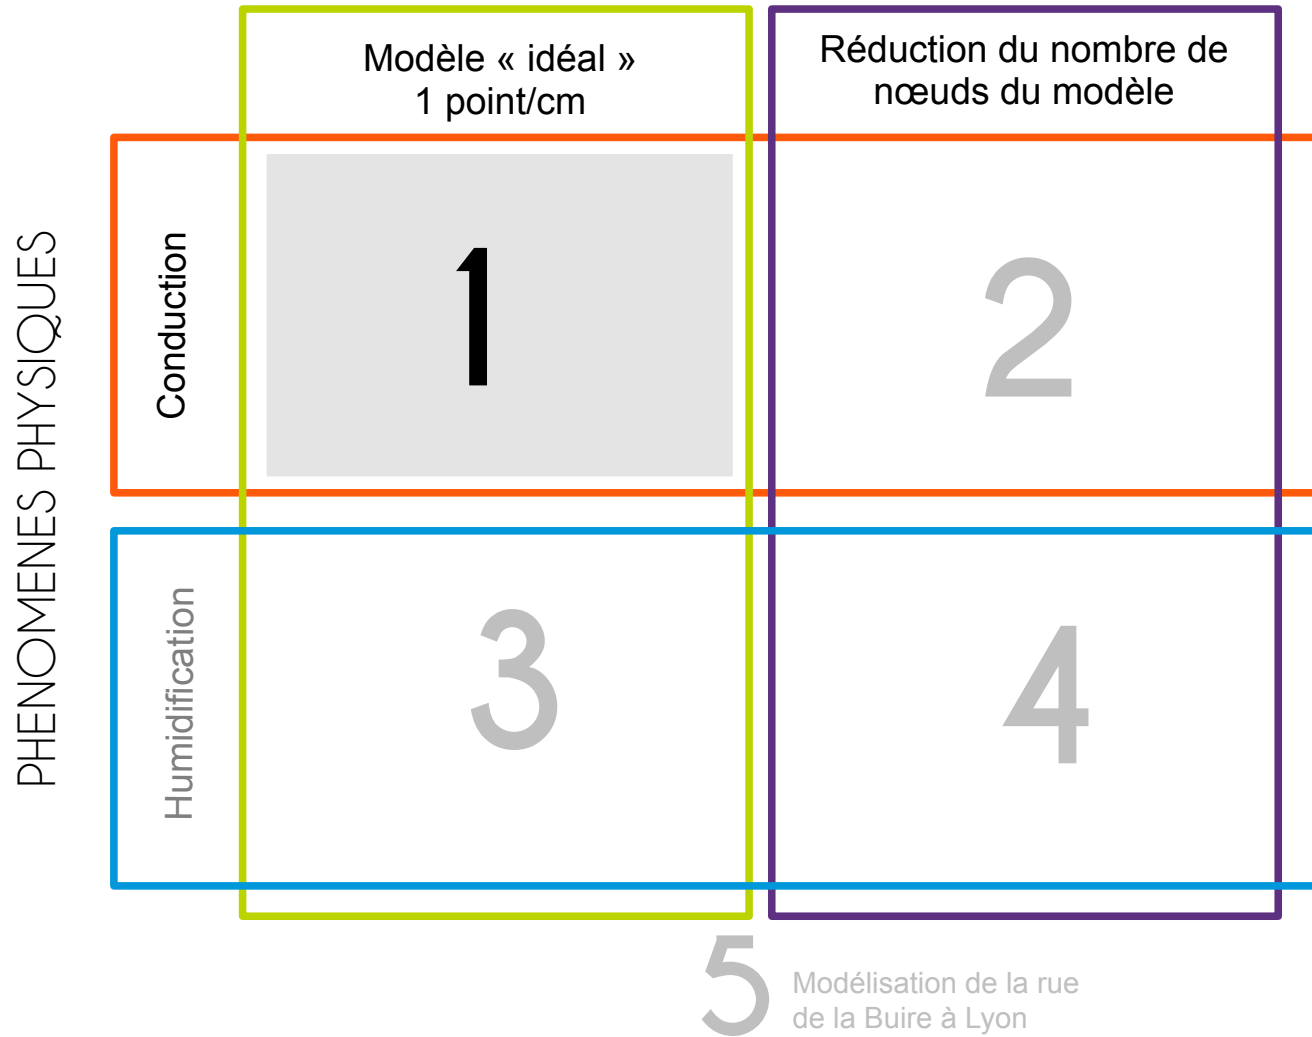 Modèle « idéal »
1 point/cm
Réduction du nombre de
nœuds du modèle
PHENOMENES PHYSIQUES
Conduction
1
2
Humidification
3
4
5
Modélisation de la rue
de la Buire à Lyon